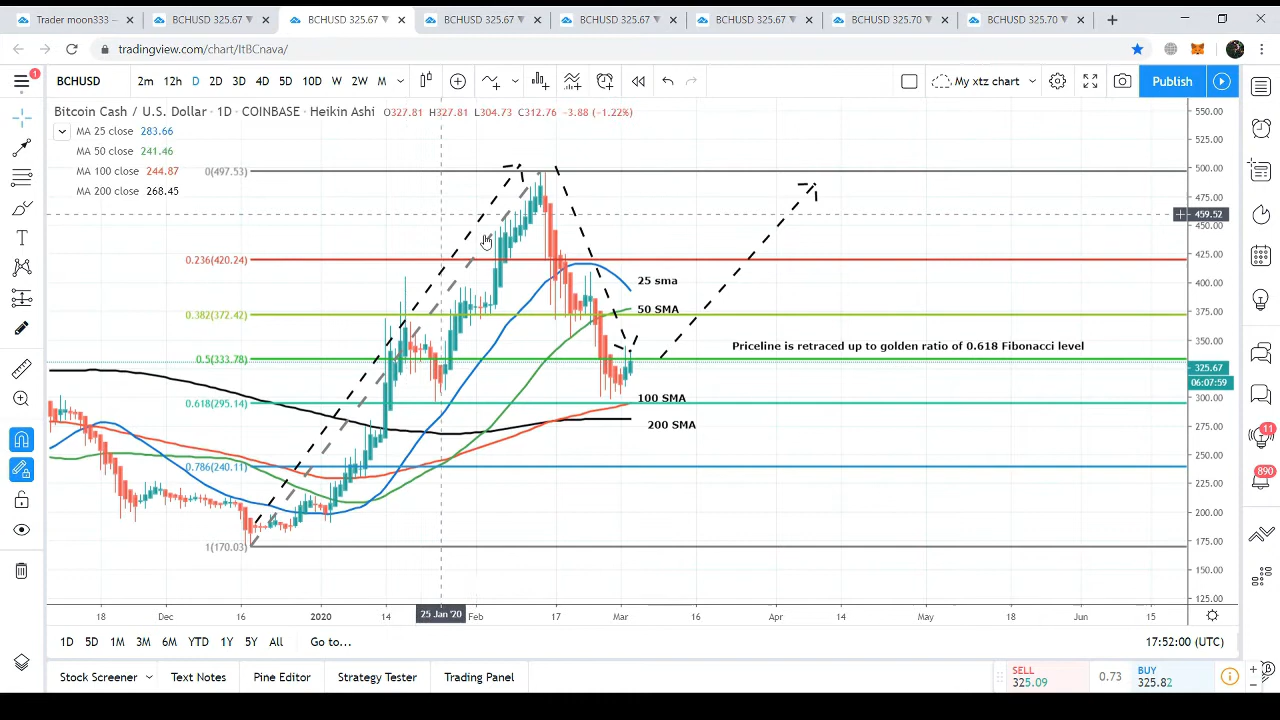 Trader moon333 —
BCHUSD 325.67
BCHUSD 325.67
BCHUSD 325.67
BCHUSD 325.67
BCHUSD 325.67
BCHUSD 325.70
BCHUSD 325.70
tradingview.com/chart/ItBCnava/
1
BCHUSD
2m 12h D 2D 3D 4D 5D 10D W 2W M
My xtz chart
Publish
Bitcoin Cash / U.S. Dollar · 1D · COINBASE · Heikin Ashi O327.81 H327.81 L304.73 C312.76 −3.88 (−1.22%)
MA 25 close 283.66
MA 50 close 241.46
MA 100 close 244.87
MA 200 close 268.45
0(497.53)
0.236(420.24)
0.382(372.42)
0.5(333.78)
0.618(295.14)
0.786(240.11)
1(170.03)
25 sma
50 SMA
Priceline is retraced up to golden ratio of 0.618 Fibonacci level
100 SMA
200 SMA
550.00
525.00
500.00
475.00
459.52
450.00
425.00
400.00
375.00
350.00
325.67
06:07:59
300.00
275.00
250.00
225.00
200.00
175.00
150.00
125.00
18 Dec 16 2020 14 25 Jan '20 Feb 17 Mar 16 Apr 14 May 18 Jun 15
1D 5D 1M 3M 6M YTD 1Y 5Y All Go to...
17:52:00 (UTC)
Stock Screener Text Notes Pine Editor Strategy Tester Trading Panel
SELL
325.09
0.73
BUY
325.82
11
890